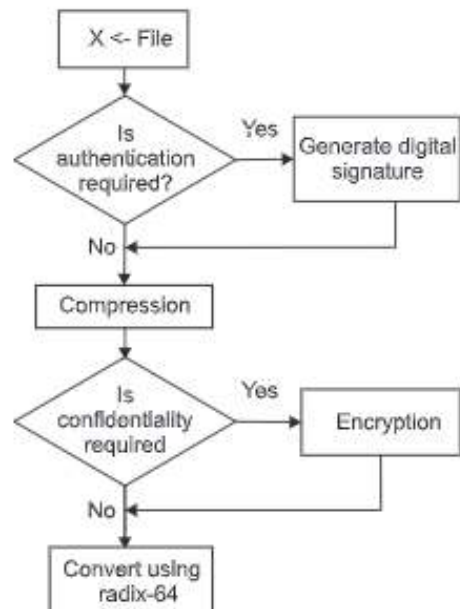 X <- File
Is
authentication
required?
Yes
Generate digital
signature
No
Compression
Is
confidentiality
required
Yes
Encryption
No
Convert using
radix-64